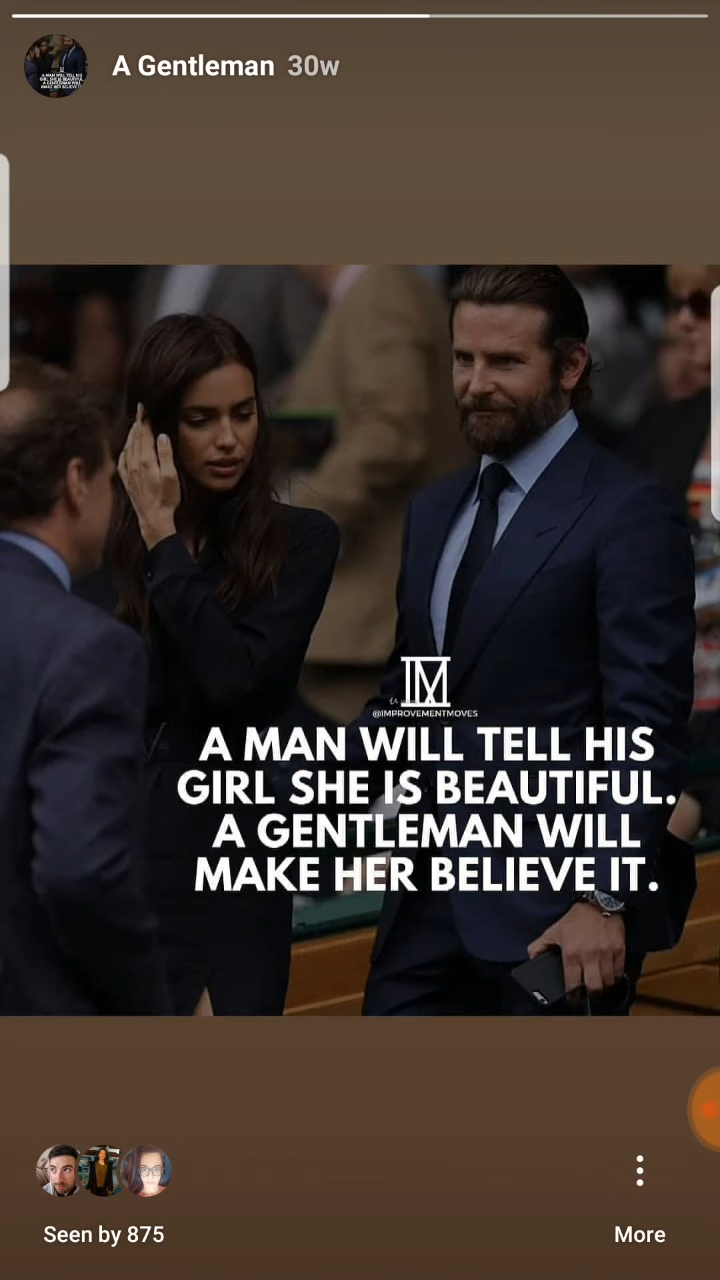 A Gentleman 30w
IM
@IMPROVEMENTMOVES
A MAN WILL TELL HIS
GIRL SHE IS BEAUTIFUL.
A GENTLEMAN WILL
MAKE HER BELIEVE IT.
Seen by 875
More